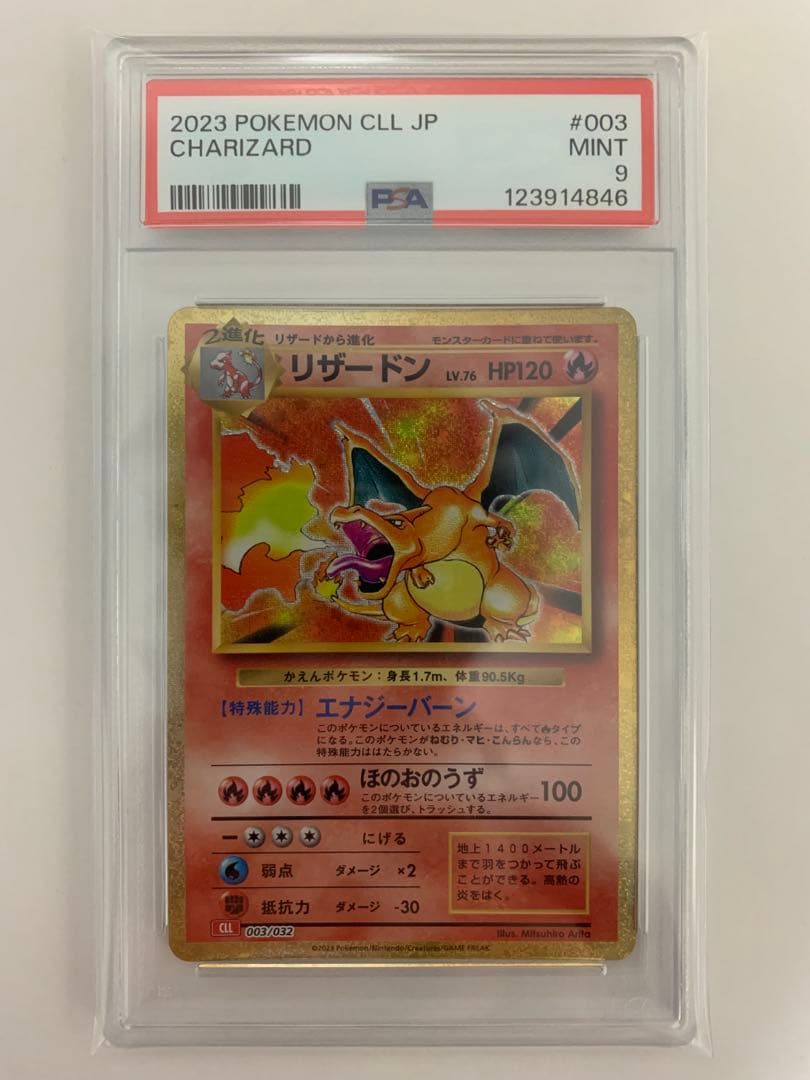 2023 POKEMON CLL JP #003
CHARIZARD MINT
9
PSA 123914846
2進化 リザードから進化 モンスターカードに重ねて使います。
リザードン LV.76 HP120
かえんポケモン：身長1.7m、体重90.5Kg
【特殊能力】エナジーバーン
このポケモンについているエネルギーは、すべて タイプ
になる。このポケモンがねむり・マヒ・こんらんなら、この
特殊能力ははたらかない。
ほのおのうず 100
このポケモンについているエネルギー
を2個選び、トラッシュする。
にげる
弱点 ダメージ ×2
抵抗力 ダメージ -30
地上1400メートル
まで羽をつかって飛ぶ
ことができる。高熱の
炎をはく。
CLL 003/032 Illus. Mitsuhiro Arita
©2023 Pokémon/Nintendo/Creatures/GAME FREAK